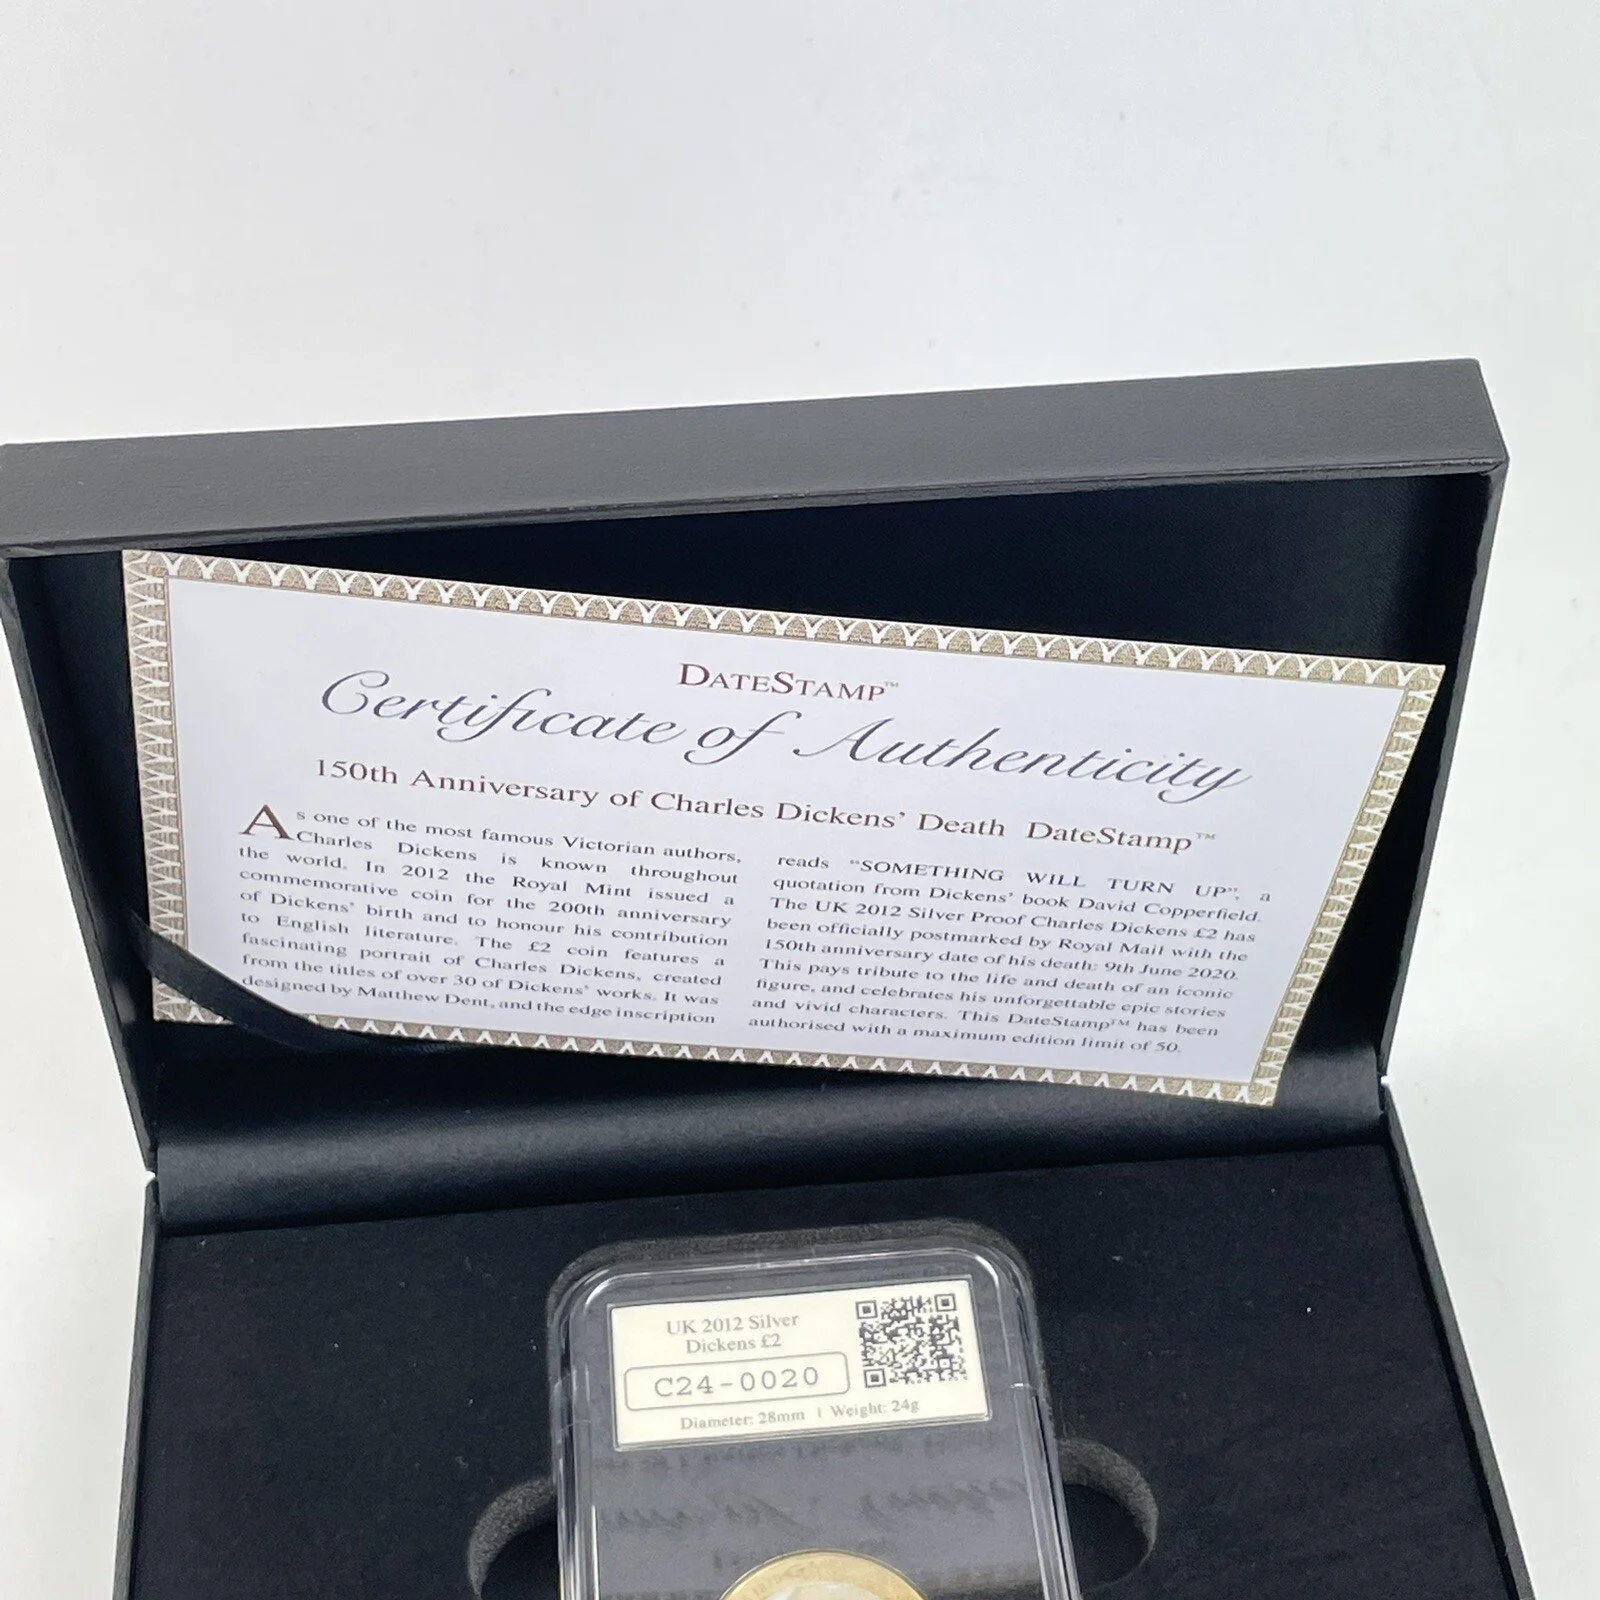 DATESTAMP™
Certificate of Authenticity
150th Anniversary of Charles Dickens' Death DateStamp™
As one of the most famous Victorian authors,
Charles Dickens is known throughout
the world. In 2012 the Royal Mint issued a
commemorative coin for the 200th anniversary
of Dickens' birth and to honour his contribution
to English literature. The £2 coin features a
fascinating portrait of Charles Dickens, created
from the titles of over 30 of Dickens' works. It was
designed by Matthew Dent, and the edge inscription
reads "SOMETHING WILL TURN UP", a
quotation from Dickens' book David Copperfield.
The UK 2012 Silver Proof Charles Dickens £2 has
been officially postmarked by Royal Mail with the
150th anniversary date of his death: 9th June 2020.
This pays tribute to the life and death of an iconic
figure, and celebrates his unforgettable epic stories
and vivid characters. This DateStamp™ has been
authorised with a maximum edition limit of 50.
UK 2012 Silver
Dickens £2
C24-0020
Diameter: 28mm | Weight: 24g